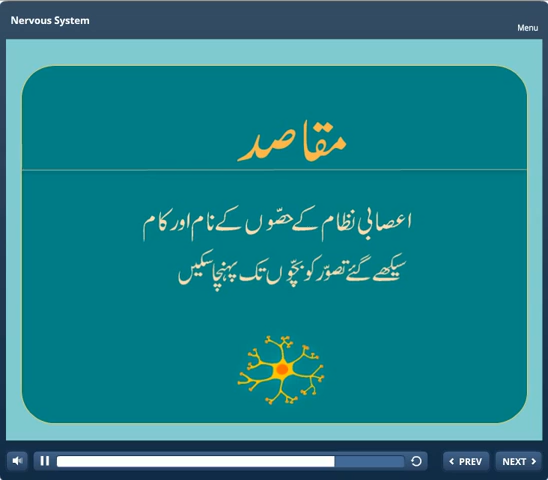 Nervous System
Menu
مقاصد
اعصابی نظام کے حصّوں کے نام اور کام
سیکھے گئے تصوّر کو بچّوں تک پہنچا سکیں
PREV
NEXT